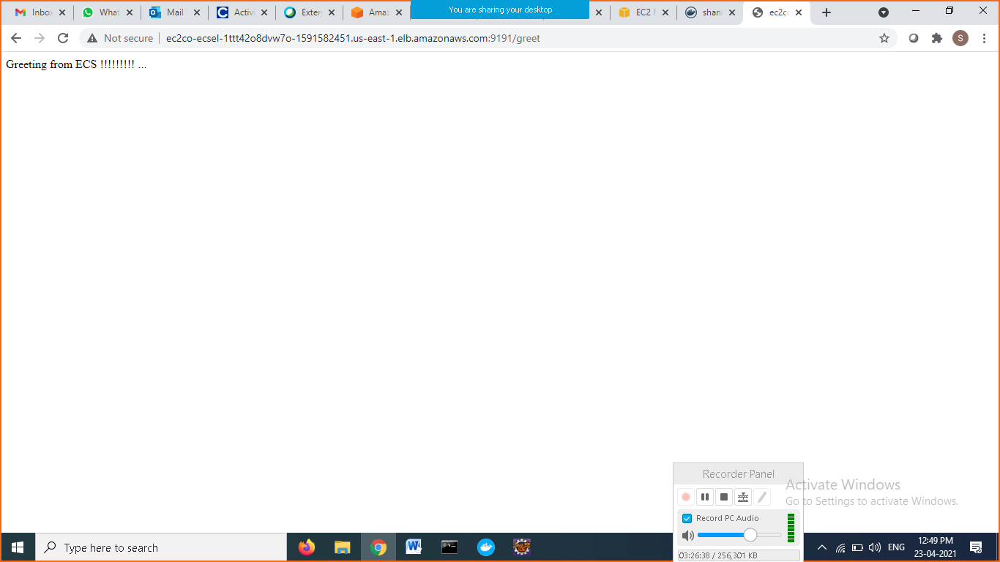 Inbox
What
Mail
Activi
Exter
Amaz
You are sharing your desktop
EC2
shan
ec2c
Not secure
ec2co-ecsel-1ttt42o8dvw7o-1591582451.us-east-1.elb.amazonaws.com:9191/greet
S
Greeting from ECS !!!!!!!!! ...
Recorder Panel
Activate Windows
Go to Settings to activate Windows.
Record PC Audio
03:26:38 / 256,301 KB
Type here to search
ENG
12:49 PM
23-04-2021